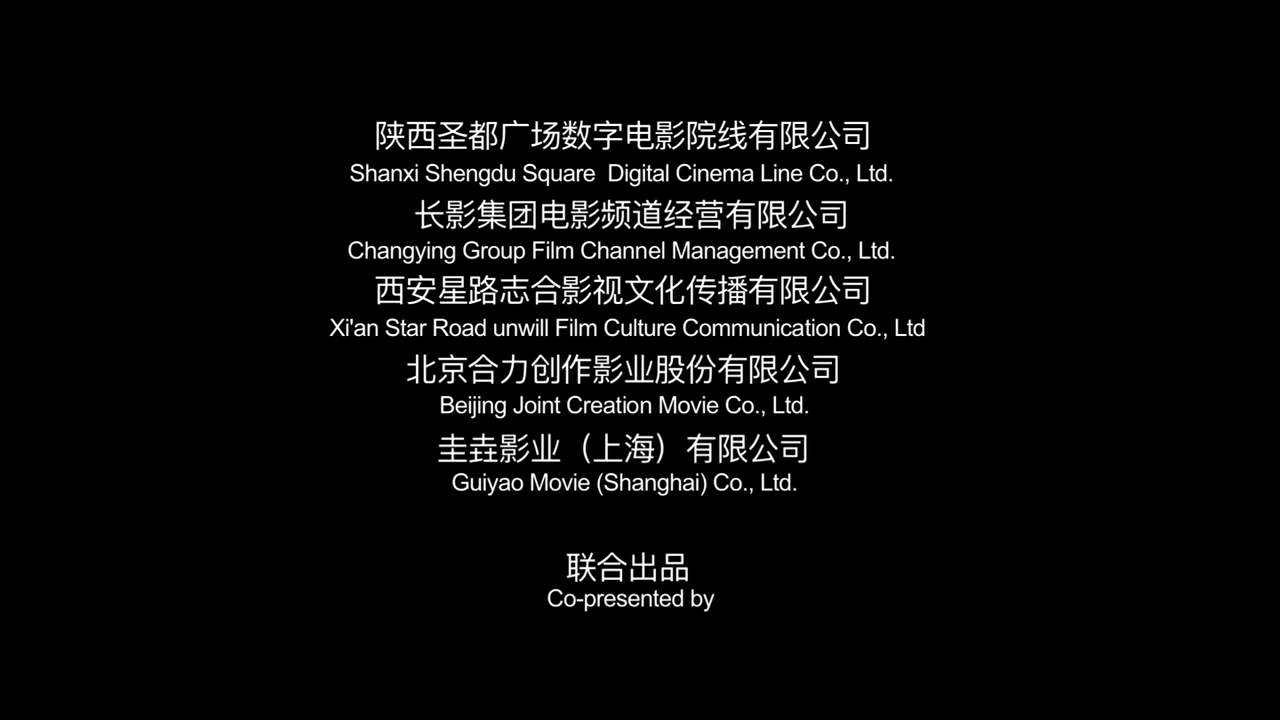 陕西圣都广场数字电影院线有限公司
Shanxi Shengdu Square  Digital Cinema Line Co., Ltd.
长影集团电影频道经营有限公司
Changying Group Film Channel Management Co., Ltd.
西安星路志合影视文化传播有限公司
Xi'an Star Road unwill Film Culture Communication Co., Ltd
北京合力创作影业股份有限公司
Beijing Joint Creation Movie Co., Ltd.
圭垚影业（上海）有限公司
Guiyao Movie (Shanghai) Co., Ltd.
联合出品
Co-presented by